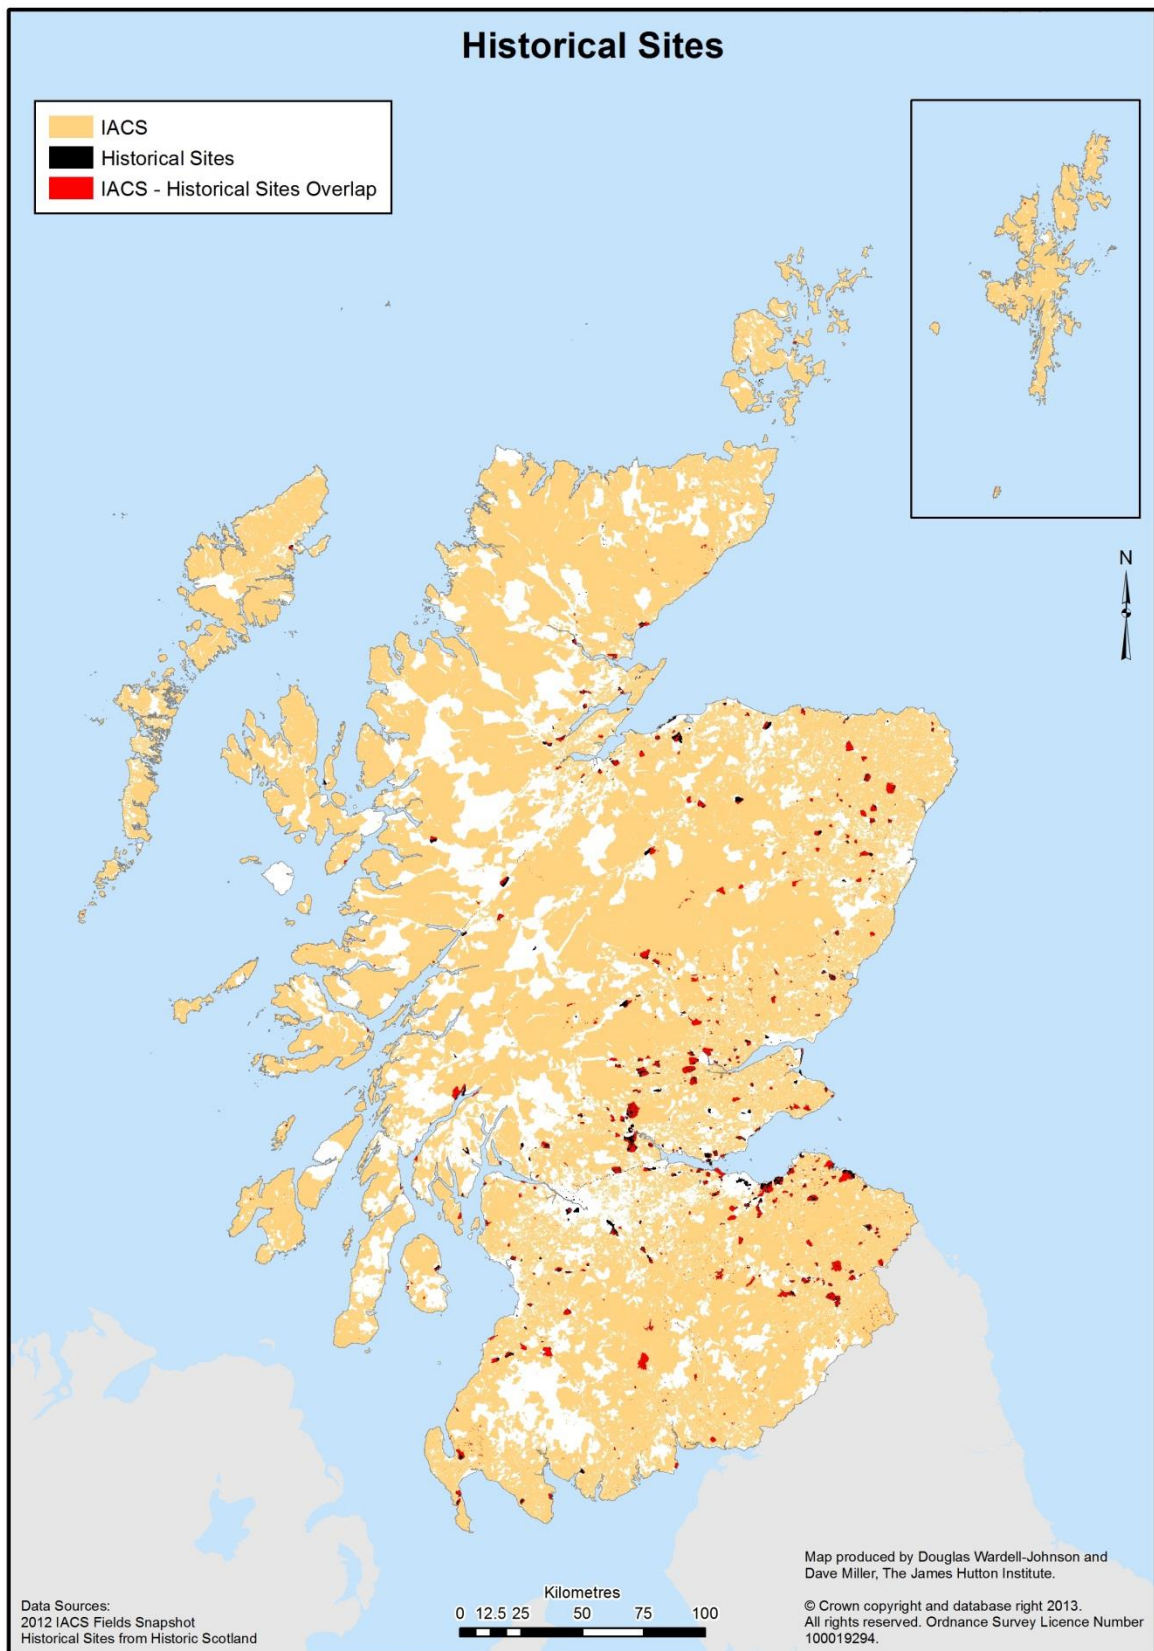 Historical Sites
IACS
Historical Sites
IACS - Historical Sites Overlap
N
Map produced by Douglas Wardell-Johnson and
Dave Miller, The James Hutton Institute.
© Crown copyright and database right 2013.
All rights reserved. Ordnance Survey Licence Number
100019294.
Kilometres
0 12.5 25 50 75 100
Data Sources:
2012 IACS Fields Snapshot
Historical Sites from Historic Scotland